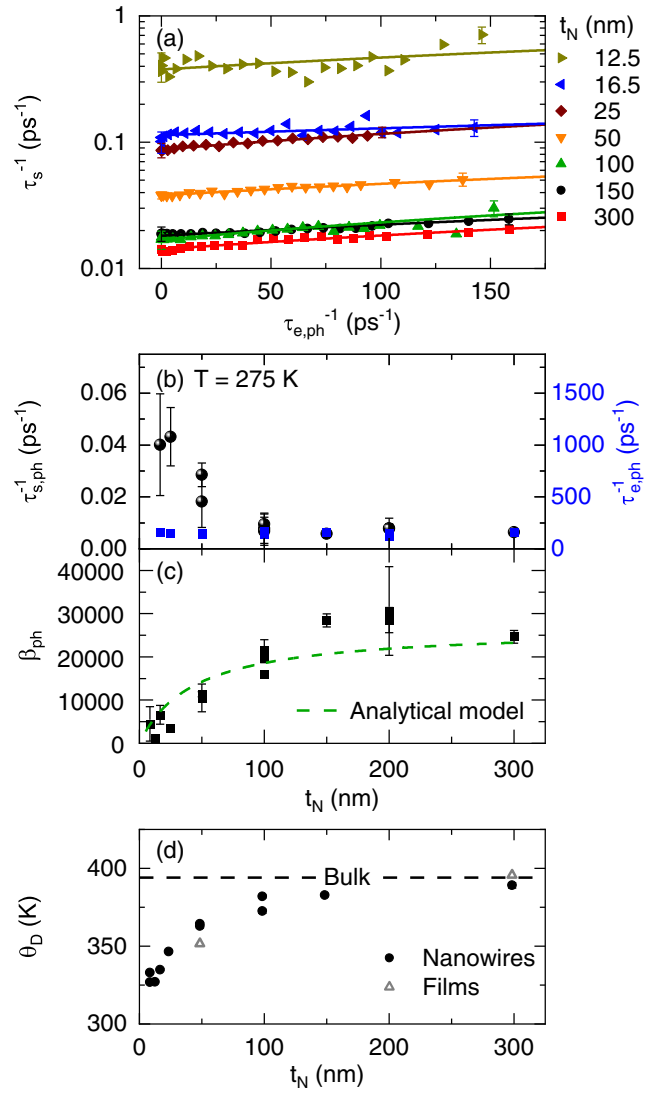 (a)
t_N (nm)
12.5
16.5
25
50
100
150
300
1
0.1
0.01
τ_s^-1 (ps^-1)
0 50 100 150
τ_e,ph^-1 (ps^-1)
(b) T = 275 K
0.06
0.04
0.02
0.00
τ_s,ph^-1 (ps^-1)
1500
1000
500
0
τ_e,ph^-1 (ps^-1)
(c)
40000
30000
20000
10000
0
β_ph
Analytical model
0 100 200 300
t_N (nm)
(d)
400
350
300
θ_D (K)
Bulk
Nanowires
Films
0 100 200 300
t_N (nm)